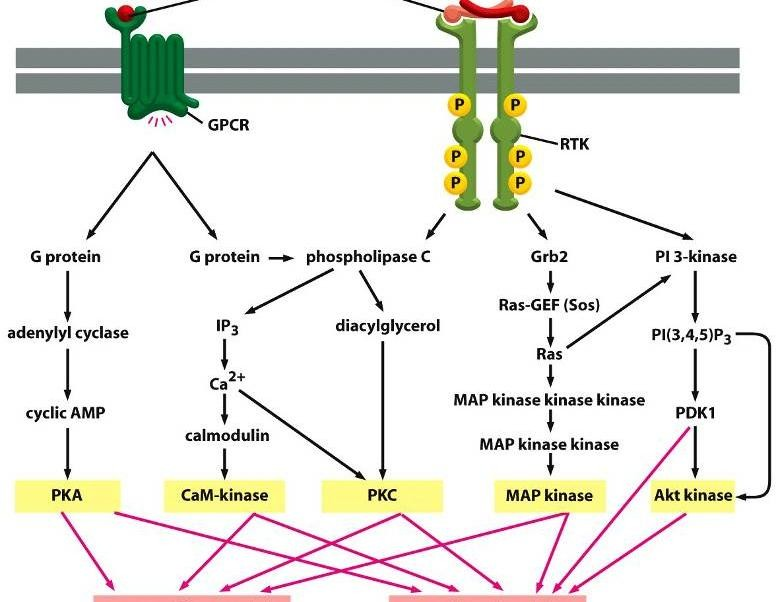 GPCR
P P
RTK
P P
P P
G protein G protein phospholipase C Grb2 PI 3-kinase
Ras-GEF (Sos)
adenylyl cyclase IP3 diacylglycerol PI(3,4,5)P3
Ras
Ca2+
MAP kinase kinase kinase
cyclic AMP PDK1
calmodulin
MAP kinase kinase
PKA CaM-kinase PKC MAP kinase Akt kinase